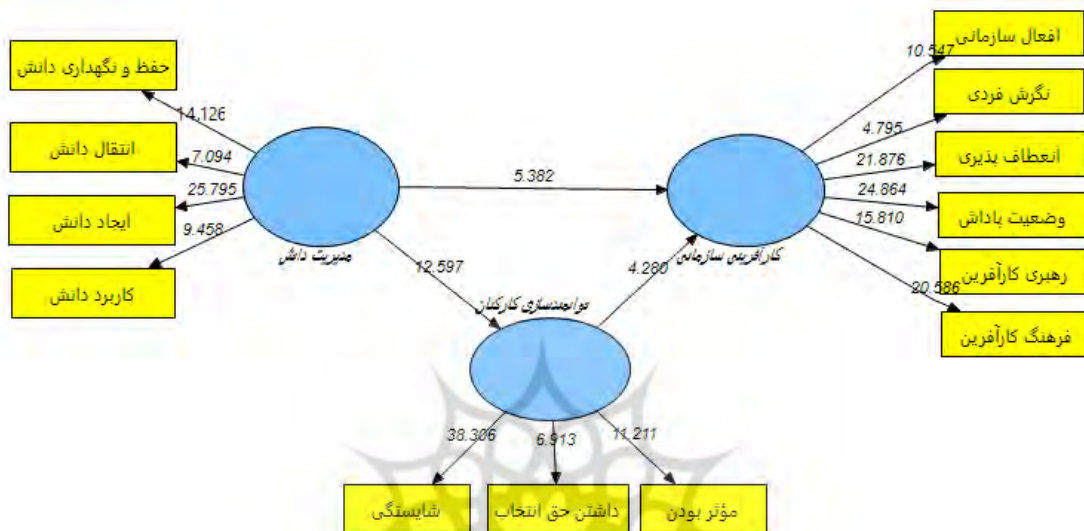 افعال سازمانی
10.547
نگرش فردی
4.795
انعطاف پذیری
21.876
وضعیت پاداش
24.864
رهبری کارآفرین
15.810
فرهنگ کارآفرین
20.586
کارآفرینی سازمانی
5.382
حفظ و نگهداری دانش
14.126
انتقال دانش
7.094
ایجاد دانش
25.795
کاربرد دانش
9.458
مدیریت دانش
12.597
4.280
توانمندسازی کارکنان
11.211
6.913
38.306
مؤثر بودن
داشتن حق انتخاب
شایستگی